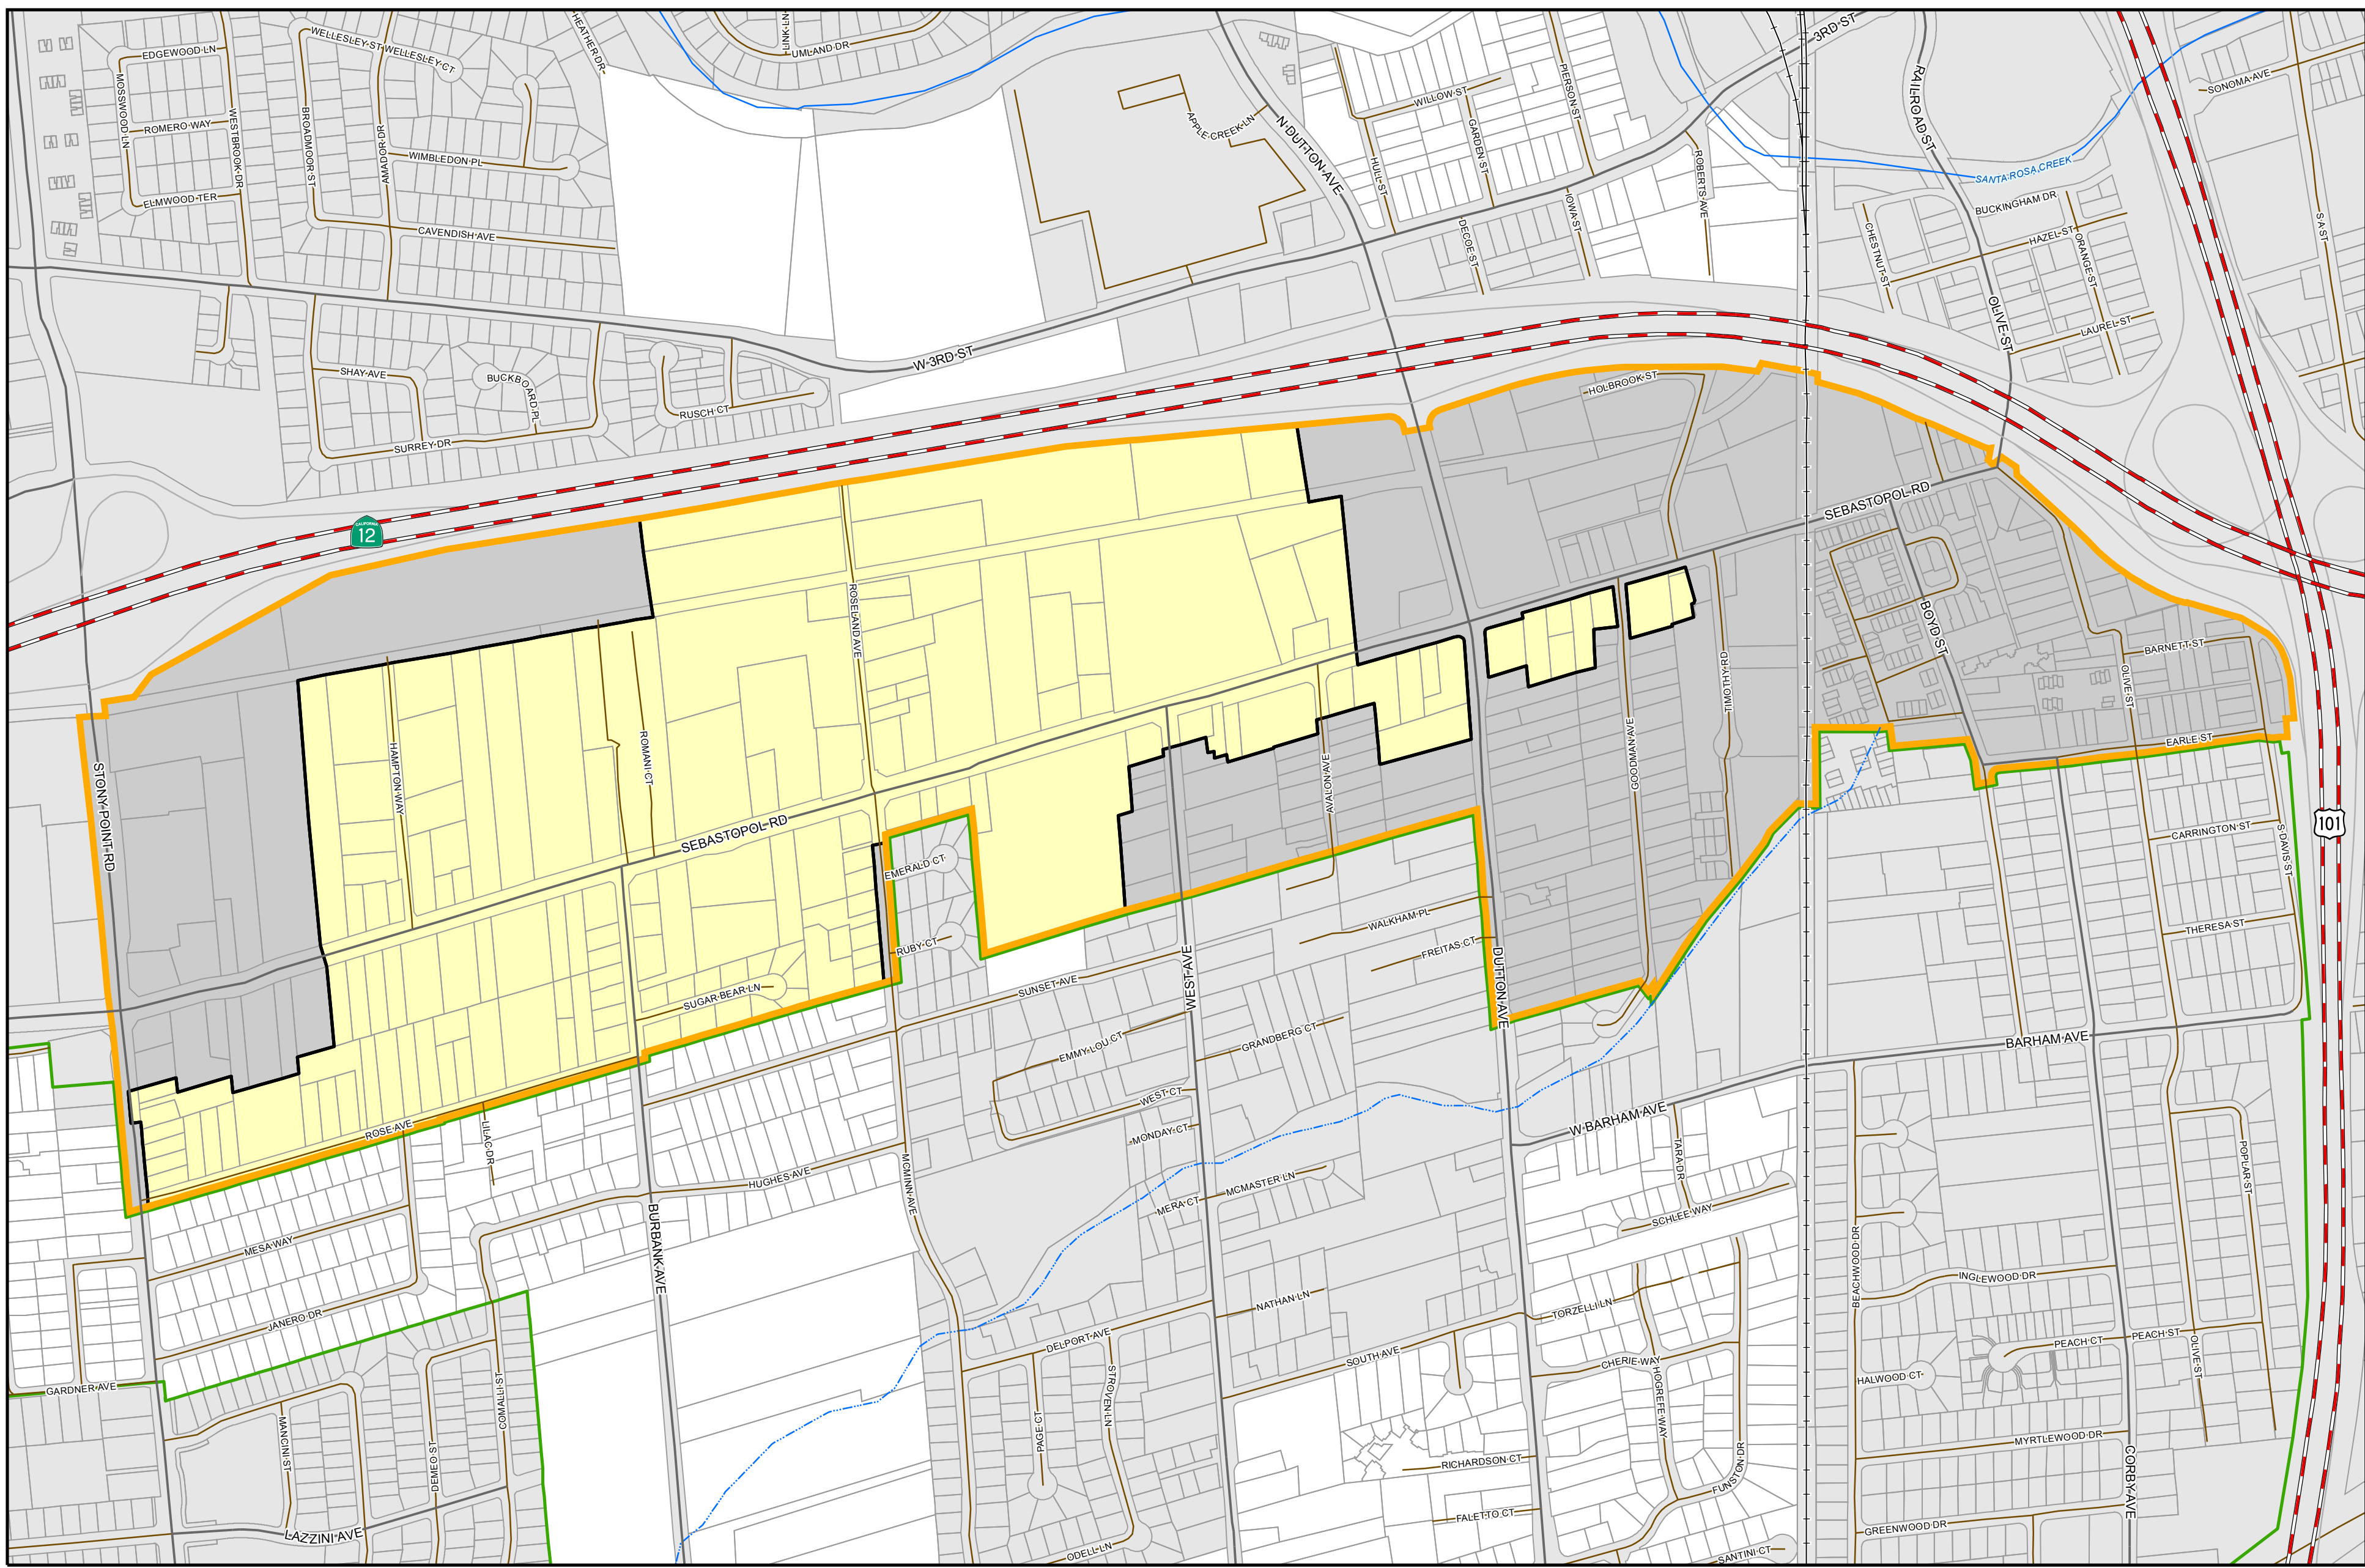 HEATHER DR
LINK LN
UMLAND DR
3RD ST
EDGEWOOD LN
WELLESLEY ST
WELLESLEY CT
MOSSWOOD LN
WESTBROOK DR
BROADMOOR ST
AMADOR DR
ROMERO WAY
WIMBLEDON PL
ELMWOOD TER
CAVENDISH AVE
APPLE CREEK LN
N DUTTON AVE
WILLOW ST
PIERSON ST
GARDEN ST
HULL ST
DECOE ST
IOWA ST
ROBERTS AVE
RAILROAD ST
SONOMA AVE
SANTA ROSA CREEK
BUCKINGHAM DR
HAZEL ST
ORANGE ST
CHESTNUT ST
S A ST
OLIVE ST
LAUREL ST
W 3RD ST
SHAY AVE
BUCKBOARD PL
RUSCH CT
SURREY DR
HOLBROOK ST
CALIFORNIA
12
SEBASTOPOL RD
ROSELAND AVE
BOYD ST
BARNETT ST
OLIVE ST
EARLE ST
TIMOTHY RD
GOODMAN AVE
HAMPTON WAY
ROMANI CT
STONY POINT RD
SEBASTOPOL RD
AVALON AVE
101
CARRINGTON ST
S DAVIS ST
EMERALD CT
RUBY CT
WALKHAM PL
FREITAS CT
DUTTON AVE
THERESA ST
SUGAR BEAR LN
SUNSET AVE
WEST AVE
EMMY LOU CT
GRANDBERG CT
BARHAM AVE
WEST CT
W BARHAM AVE
ROSE AVE
LILAC DR
MONDAY CT
HUGHES AVE
MCMINN AVE
MERA CT
MCMASTER LN
TARA DR
SCHLEE WAY
POPLAR ST
BURBANK AVE
MESA WAY
JANERO DR
BEACHWOOD DR
INGLEWOOD DR
NATHAN LN
TORZELLI LN
DELPORT AVE
SOUTH AVE
CHERIE WAY
PEACH CT
PEACH ST
OLIVE ST
HALWOOD CT
GARDNER AVE
MANCINI ST
DEMEO ST
COMALLI ST
PAGE CT
STROVEN LN
HOGREFE WAY
RICHARDSON CT
FUNSTON DR
MYRTLEWOOD DR
CORBY AVE
FALETTO CT
GREENWOOD DR
LAZZINI AVE
ODELL LN
SANTINI CT